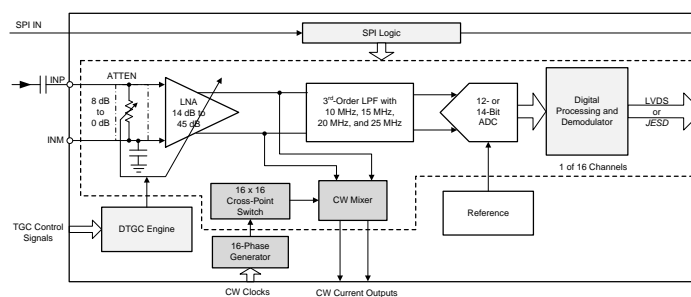 SPI IN
SPI Logic
INP
ATTEN
8 dB
to
0 dB
INM
LNA
14 dB to
45 dB
3rd-Order LPF with
10 MHz, 15 MHz,
20 MHz, and 25 MHz
12- or
14-Bit
ADC
Digital
Processing and
Demodulator
LVDS
or
JESD
1 of 16 Channels
16 x 16
Cross-Point
Switch
CW Mixer
Reference
TGC Control
Signals
DTGC Engine
16-Phase
Generator
CW Clocks
CW Current Outputs